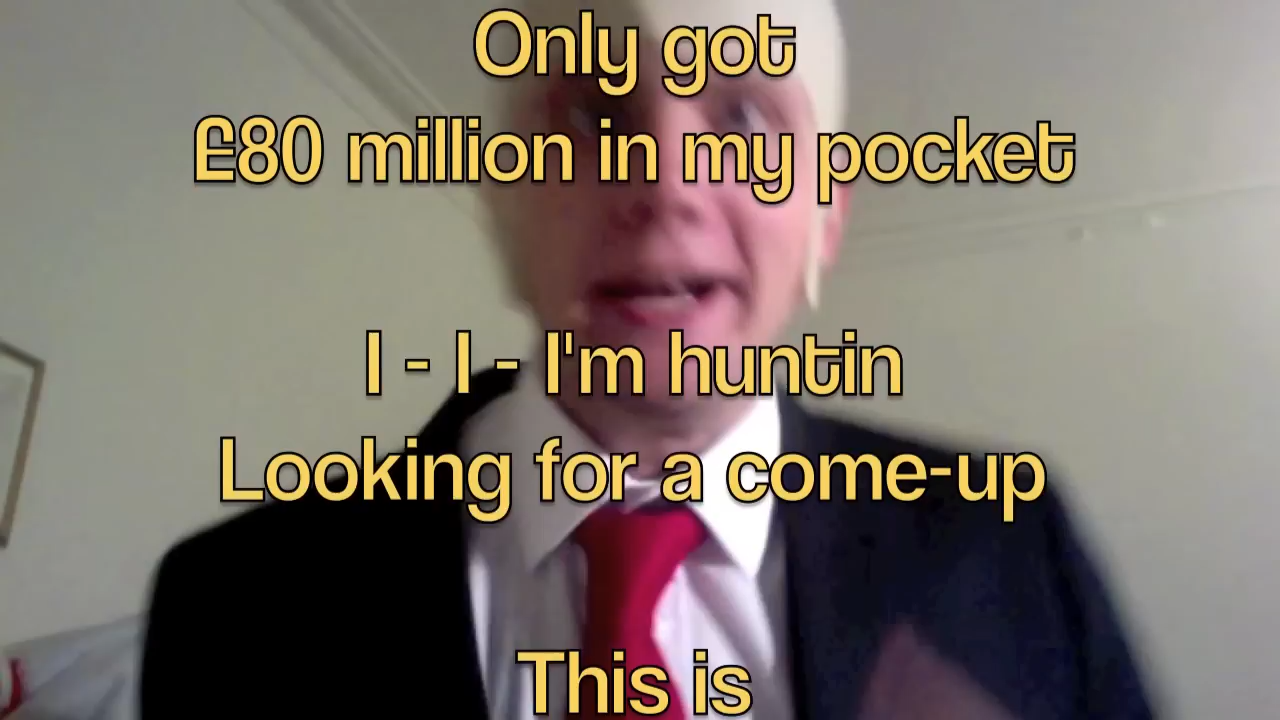 Only got
£80 million in my pocket
I - I - I'm huntin
Looking for a come-up
This is